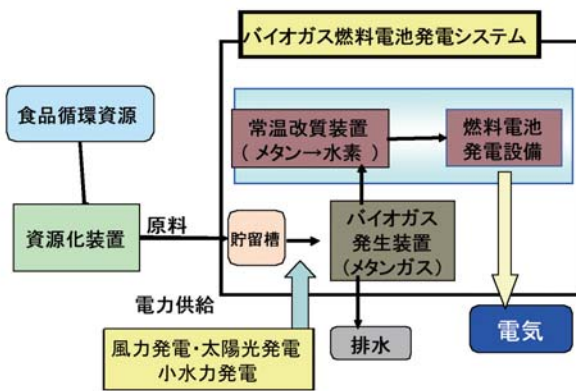 バイオガス燃料電池発電システム
食品循環資源
常温改質装置
(メタン→水素)
燃料電池
発電設備
資源化装置
原料
貯留槽
バイオガス
発生装置
(メタンガス)
電力供給
風力発電・太陽光発電
小水力発電
排水
電気